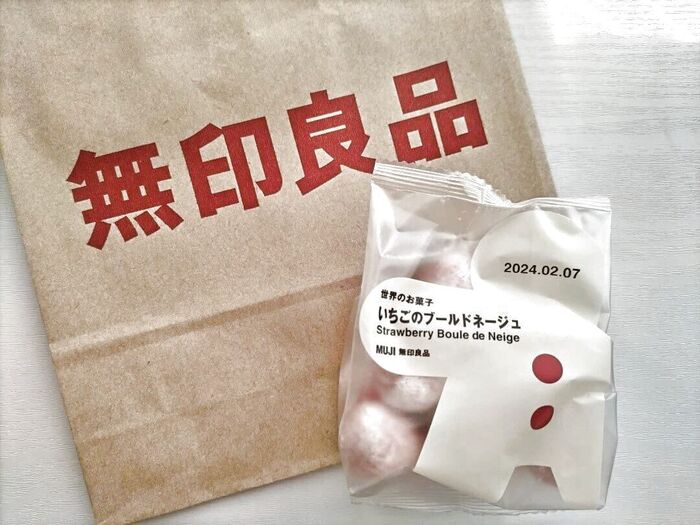 無印良品
2024.02.07
世界のお菓子
いちごのブールドネージュ
Strawberry Boule de Neige
MUJI 無印良品